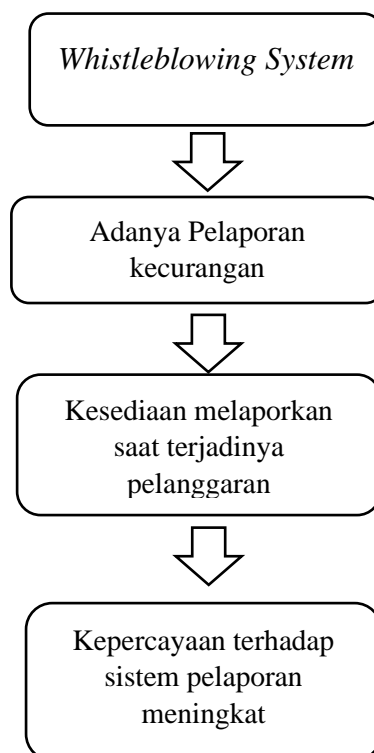 Whistleblowing System
Adanya Pelaporan
kecurangan
Kesediaan melaporkan
saat terjadinya
pelanggaran
Kepercayaan terhadap
sistem pelaporan
meningkat